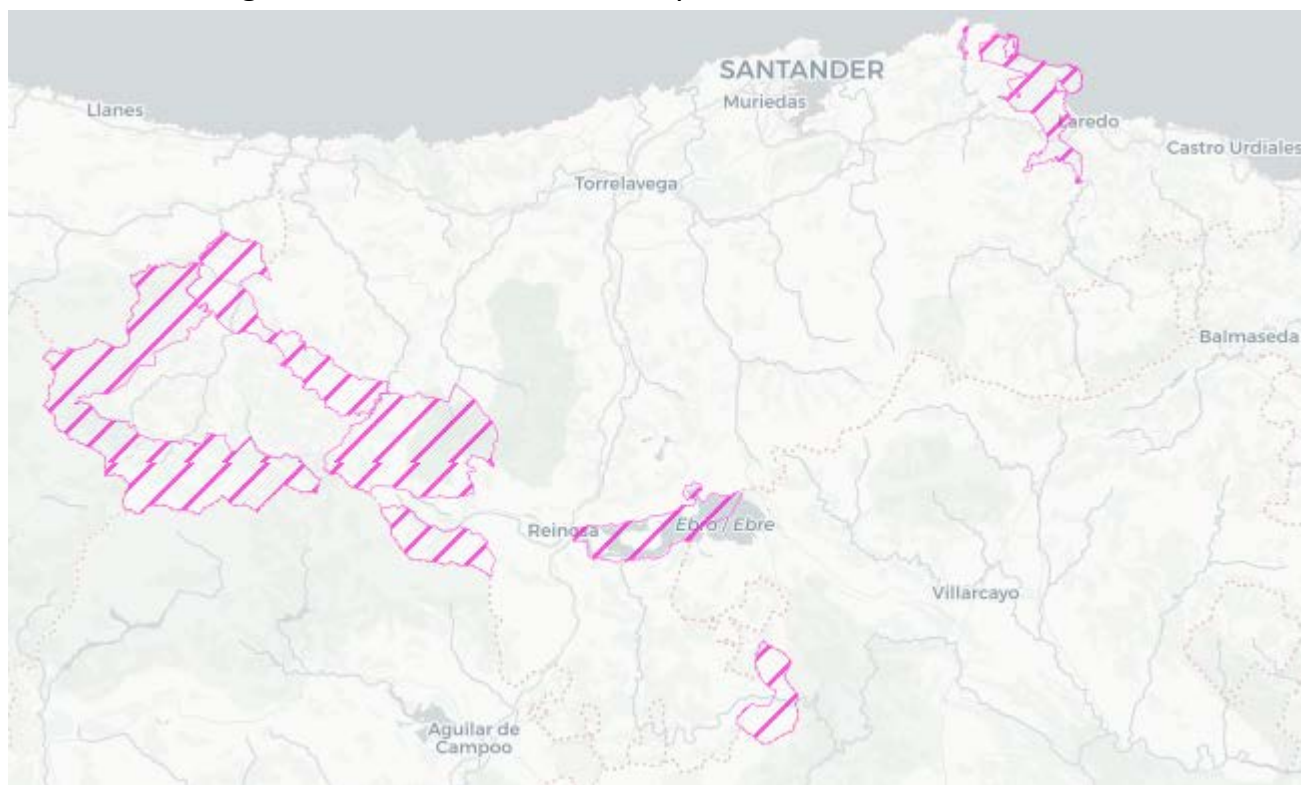 SANTANDER
Muriedas
Llanes
Laredo
Castro Urdiales
Torrelavega
Balmaseda
Reinosa
Ebro / Ebre
Villarcayo
Aguilar de
Campoo